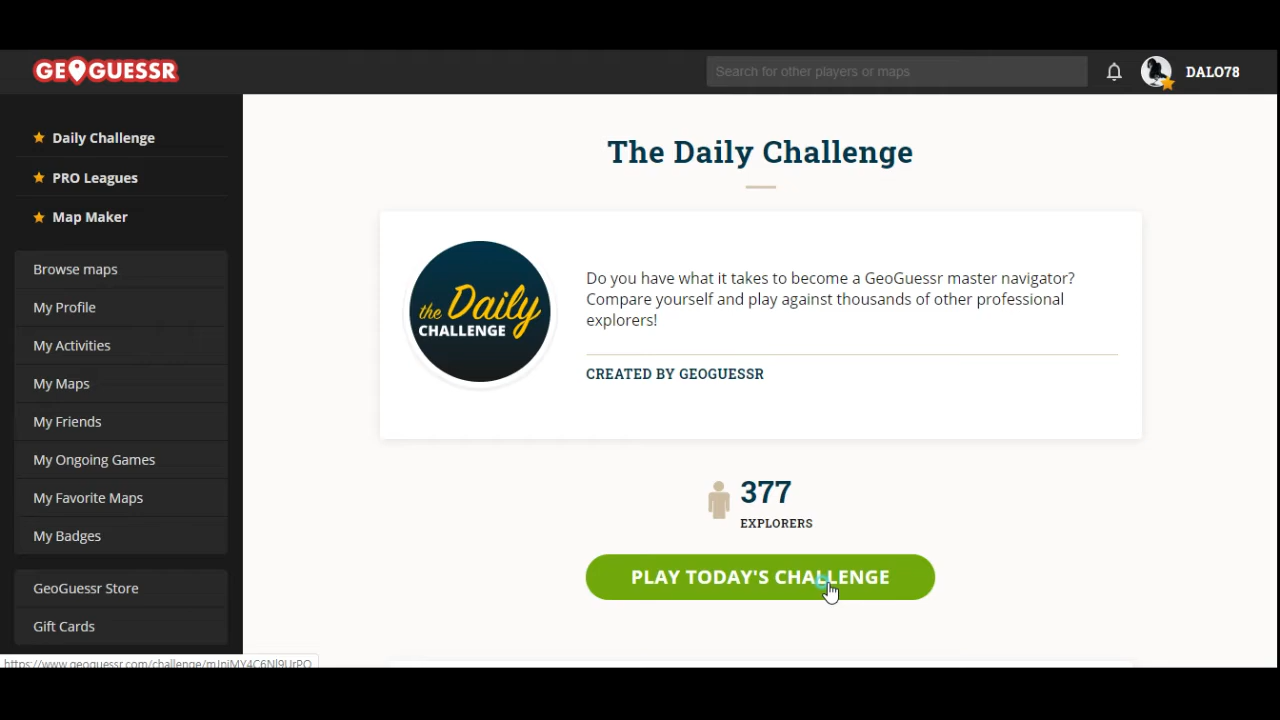 GEOGUESSR
Search for other players or maps
DALO78
Daily Challenge
PRO Leagues
Map Maker
Browse maps
My Profile
My Activities
My Maps
My Friends
My Ongoing Games
My Favorite Maps
My Badges
GeoGuessr Store
Gift Cards
The Daily Challenge
the Daily
CHALLENGE
Do you have what it takes to become a GeoGuessr master navigator?
Compare yourself and play against thousands of other professional
explorers!
CREATED BY GEOGUESSR
377
EXPLORERS
PLAY TODAY'S CHALLENGE